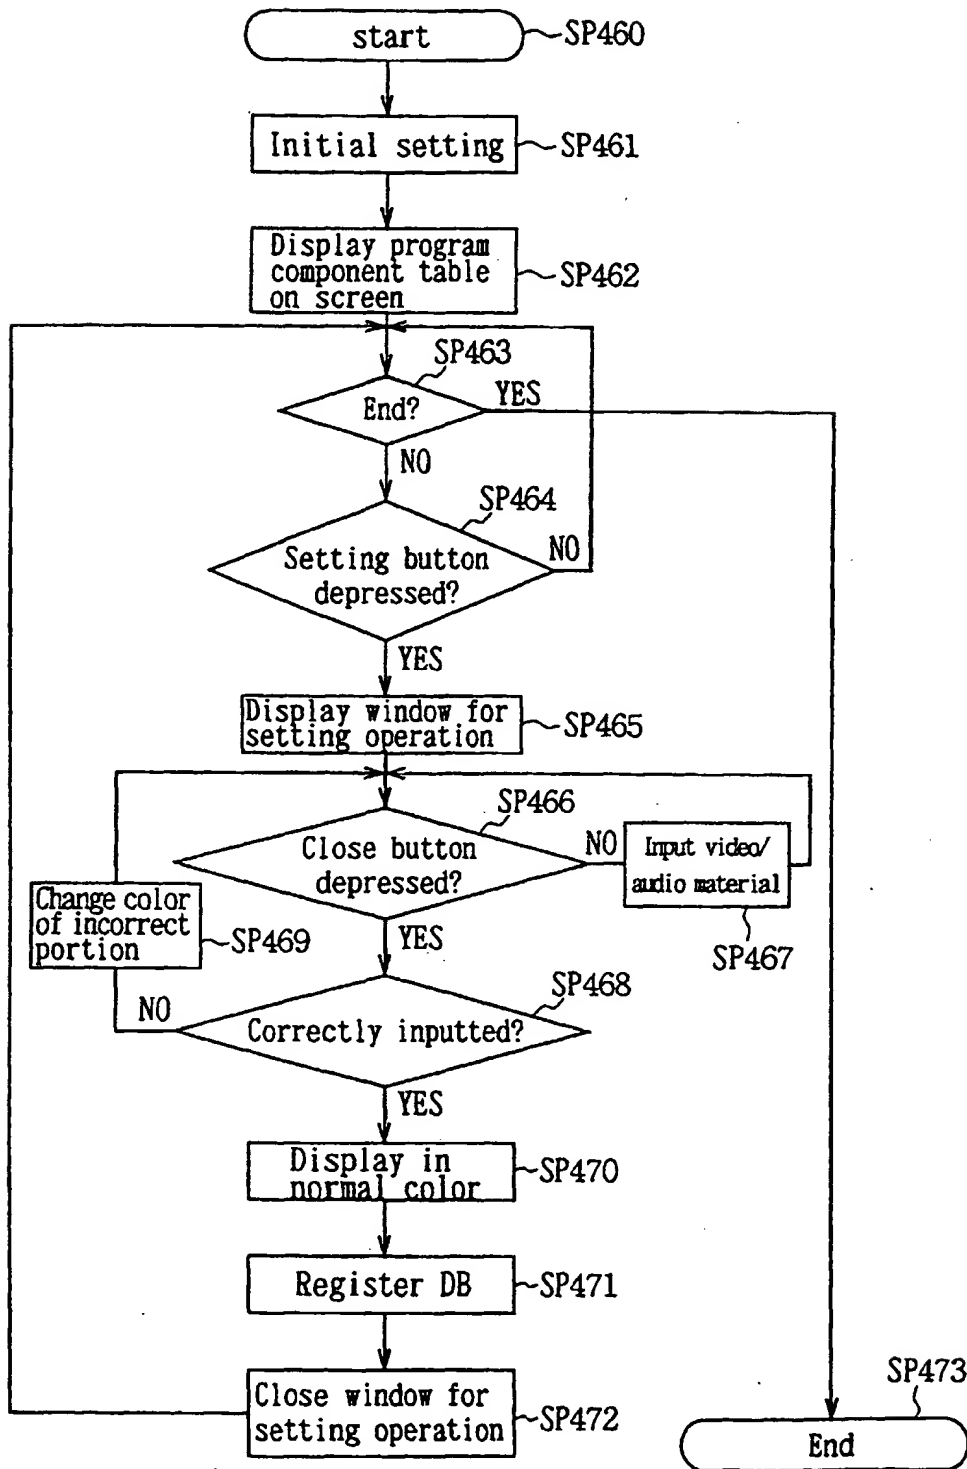 start
SP460
Initial setting
SP461
Display program
component table
on screen
SP462
SP463
End?
YES
NO
SP464
Setting button
depressed?
NO
YES
Display window for
setting operation
SP465
SP466
Close button
depressed?
NO
Input video/
audio material
SP467
YES
Change color
of incorrect
portion
SP469
SP468
Correctly inputted?
NO
YES
Display in
normal color
SP470
Register DB
SP471
Close window for
setting operation
SP472
SP473
End